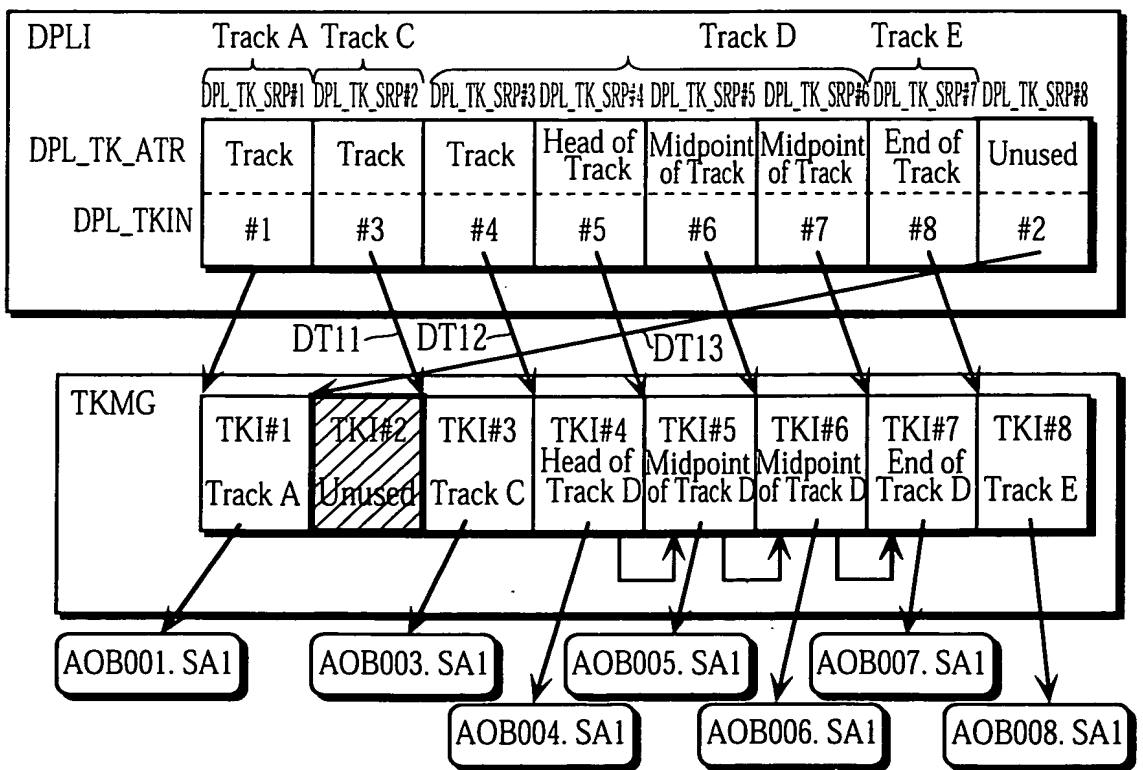 DPLI
Track A Track C Track D Track E
DPL_TK_SRP#1 DPL_TK_SRP#2 DPL_TK_SRP#3 DPL_TK_SRP#4 DPL_TK_SRP#5 DPL_TK_SRP#6 DPL_TK_SRP#7 DPL_TK_SRP#8
DPL_TK_ATR Track Track Track Head of Track Midpoint of Track Midpoint of Track End of Track Unused
DPL_TKIN #1 #3 #4 #5 #6 #7 #8 #2
DT11 DT12 DT13
TKMG
TKI#1 TKI#2 TKI#3 TKI#4 TKI#5 TKI#6 TKI#7 TKI#8
Track A Unused Track C Head of Track D Midpoint of Track D Midpoint of Track D End of Track D Track E
AOB001. SA1 AOB003. SA1 AOB005. SA1 AOB007. SA1
AOB004. SA1 AOB006. SA1 AOB008. SA1